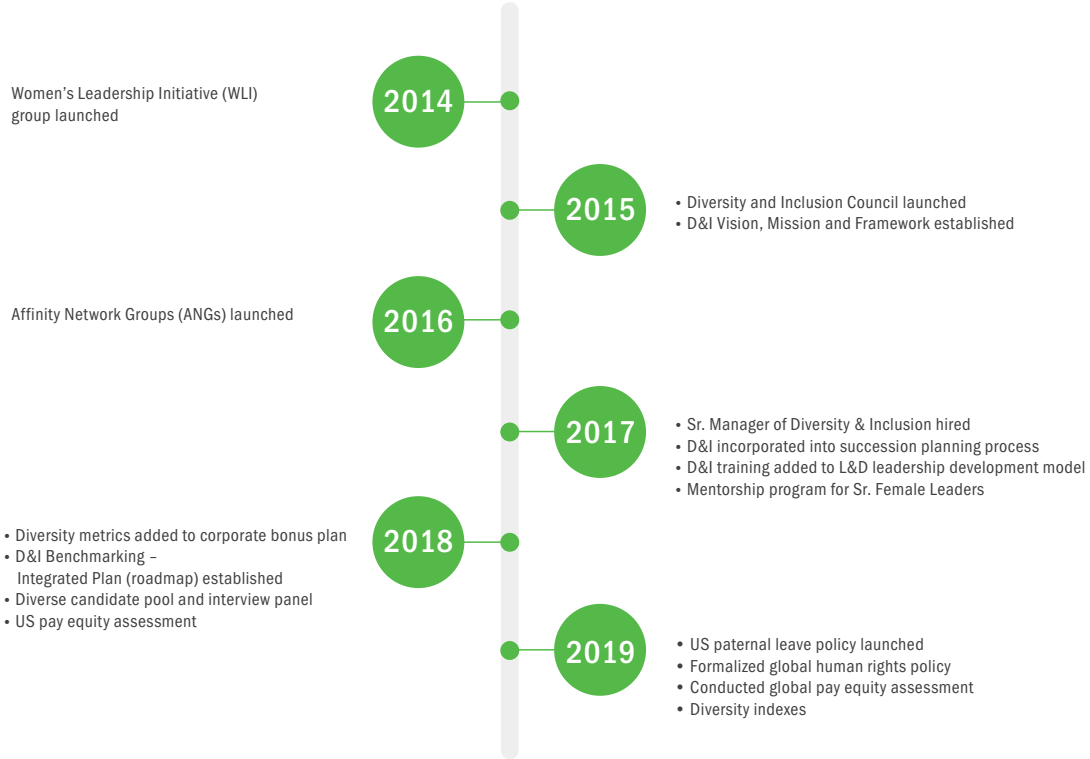 Women’s Leadership Initiative (WLI)
group launched
2014
2015
• Diversity and Inclusion Council launched
• D&I Vision, Mission and Framework established
Affinity Network Groups (ANGs) launched
2016
2017
• Sr. Manager of Diversity & Inclusion hired
• D&I incorporated into succession planning process
• D&I training added to L&D leadership development model
• Mentorship program for Sr. Female Leaders
• Diversity metrics added to corporate bonus plan
• D&I Benchmarking –
Integrated Plan (roadmap) established
• Diverse candidate pool and interview panel
• US pay equity assessment
2018
2019
• US paternal leave policy launched
• Formalized global human rights policy
• Conducted global pay equity assessment
• Diversity indexes